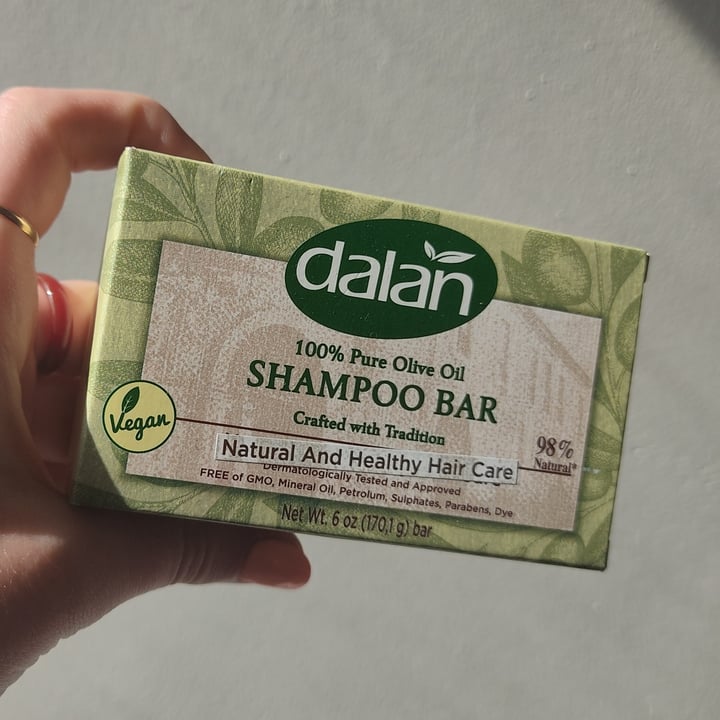 dalan
100% Pure Olive Oil
SHAMPOO BAR
Crafted with Tradition
Vegan
98%
Natural*
Natural And Healthy Hair Care
Dermatologically Tested and Approved
FREE of GMO, Mineral Oil, Petrolum, Sulphates, Parabens, Dye
Net Wt. 6 oz (170,1 g) bar